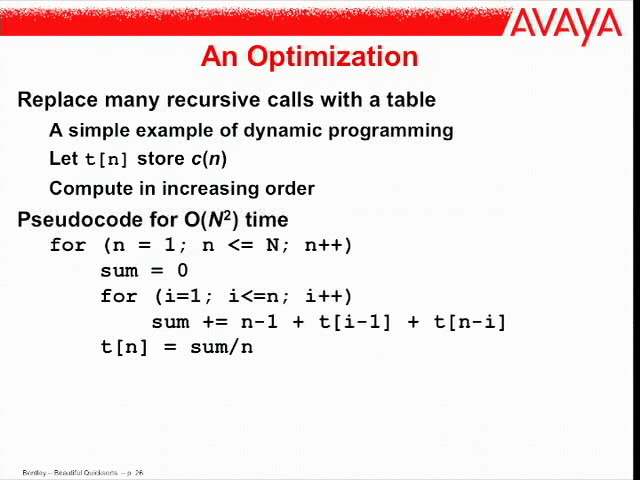 AVAYA
An Optimization
Replace many recursive calls with a table
A simple example of dynamic programming
Let t[n] store c(n)
Compute in increasing order
Pseudocode for O(N²) time
for (n = 1; n <= N; n++)
sum = 0
for (i=1; i<=n; i++)
sum += n-1 + t[i-1] + t[n-i]
t[n] = sum/n
Bentley – Beautiful Quicksorts – p. 26